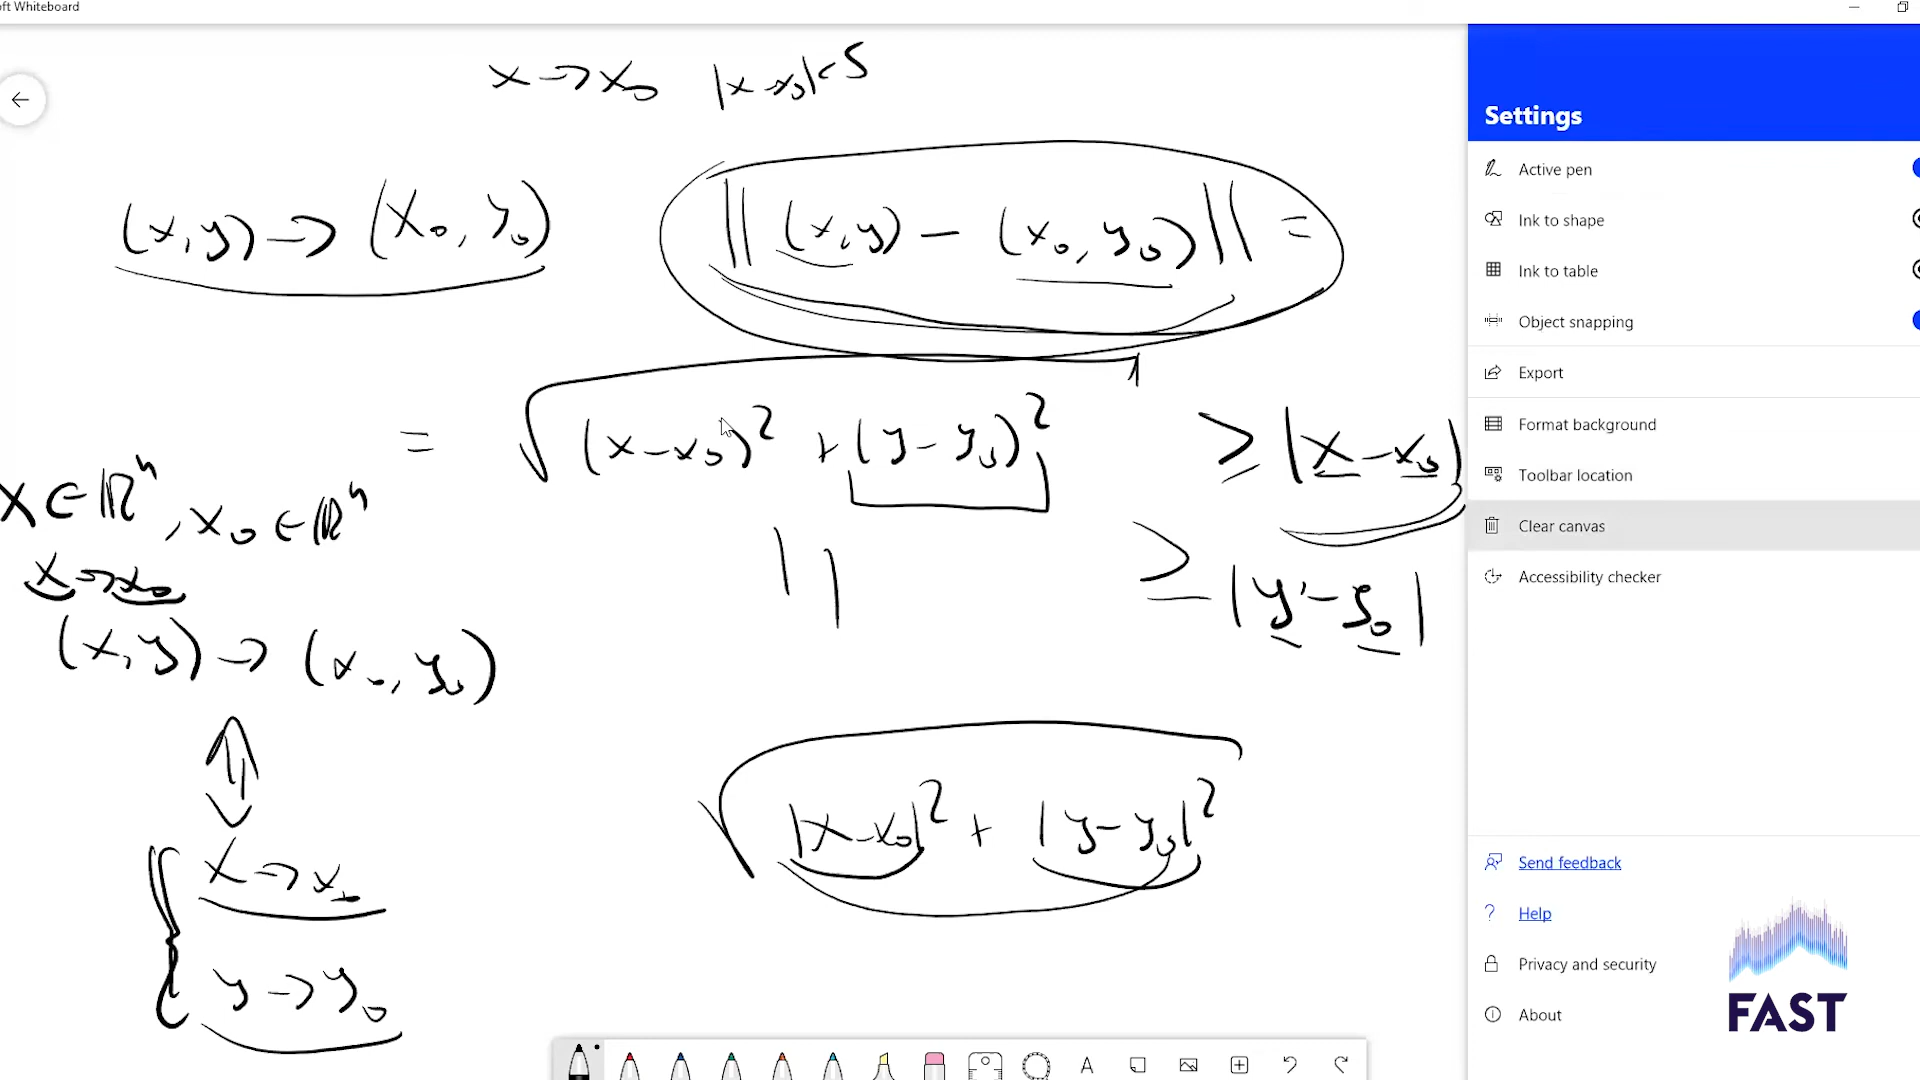 oft Whiteboard
x → x₀ |x - x₀| < δ
(x, y) → (x₀, y₀) || (x, y) - (x₀, y₀) || =
= √((x - x₀)² + (y - y₀)²) ≥ |x - x₀|
x ∈ ℝⁿ, x₀ ∈ ℝⁿ
x → x₀
|| ≥ |y - y₀|
(x, y) → (x₀, y₀)
⇕
√(|x - x₀|² + |y - y₀|²)
{ x → x₀
y → y₀
Settings
Active pen
Ink to shape
Ink to table
Object snapping
Export
Format background
Toolbar location
Clear canvas
Accessibility checker
Send feedback
Help
Privacy and security
About
FAST